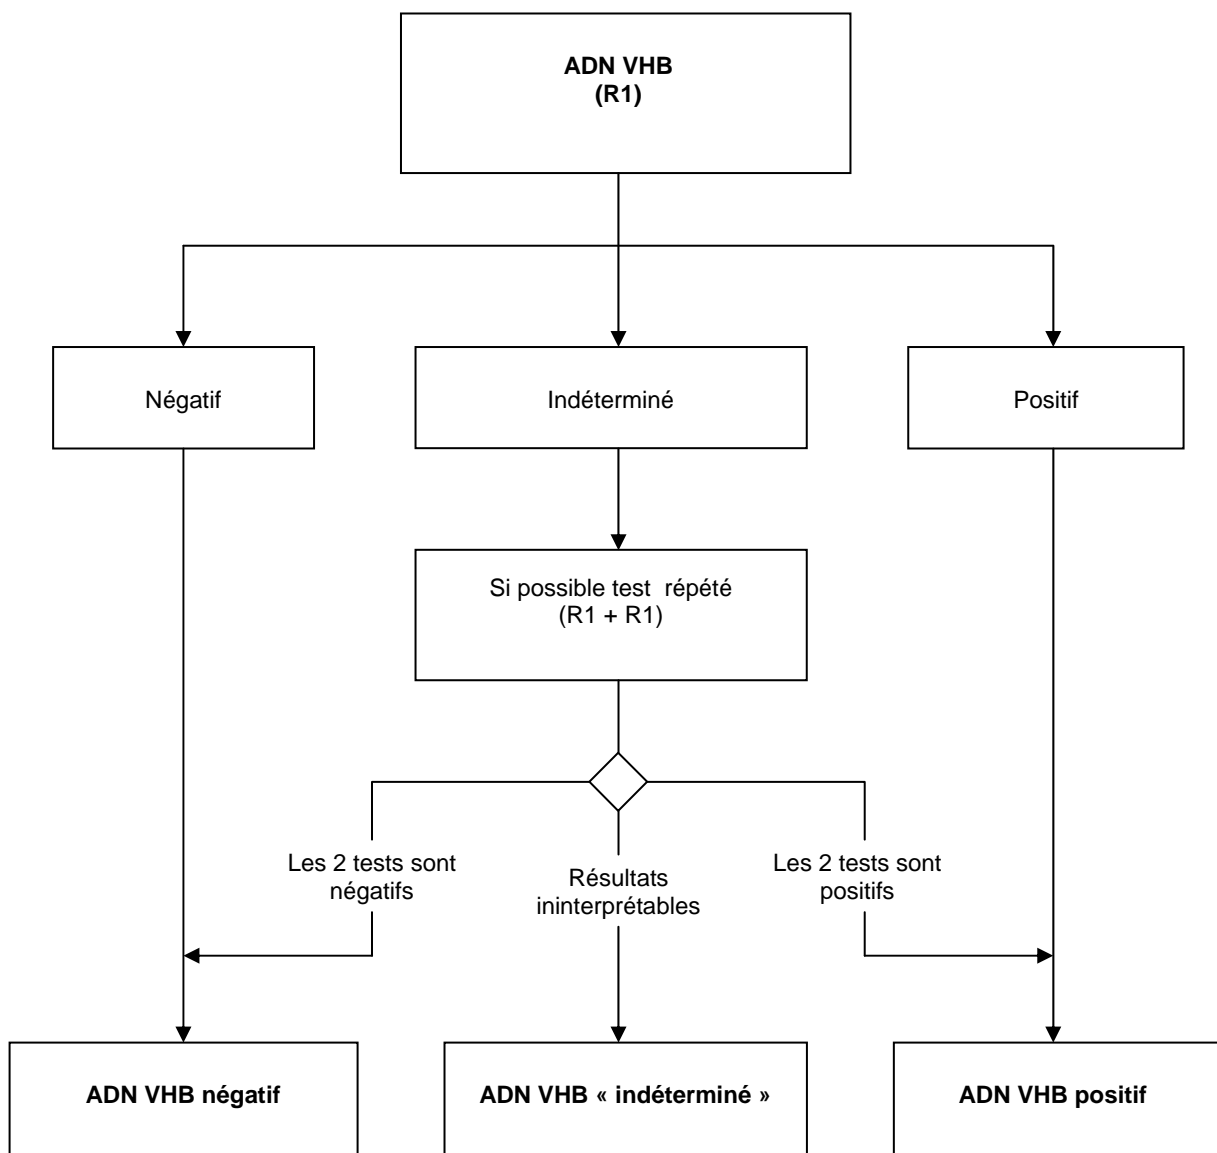 ADN VHB
(R1)
Négatif
Indéterminé
Positif
Si possible test répété
(R1 + R1)
Les 2 tests sont
négatifs
Résultats
ininterprétables
Les 2 tests sont
positifs
ADN VHB négatif
ADN VHB « indéterminé »
ADN VHB positif